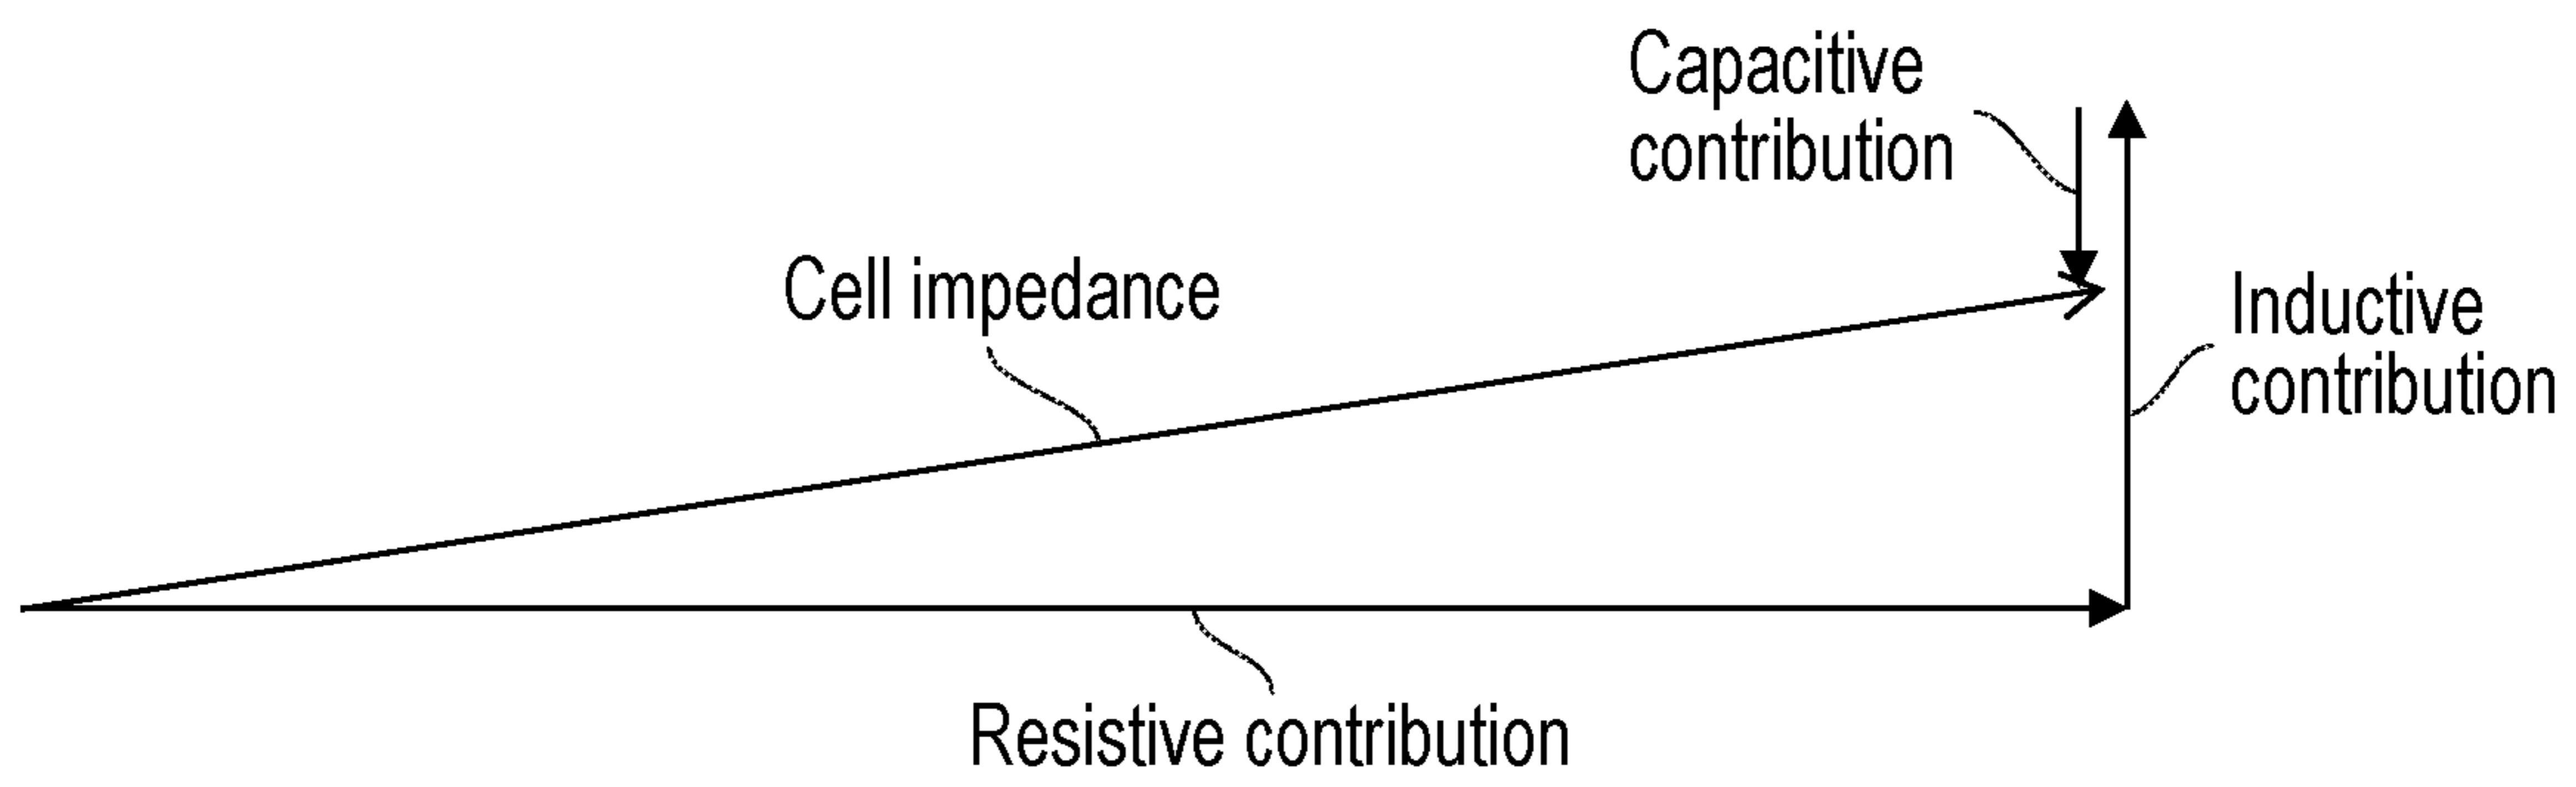 Capacitive
contribution
Cell impedance
Inductive
contribution
Resistive contribution